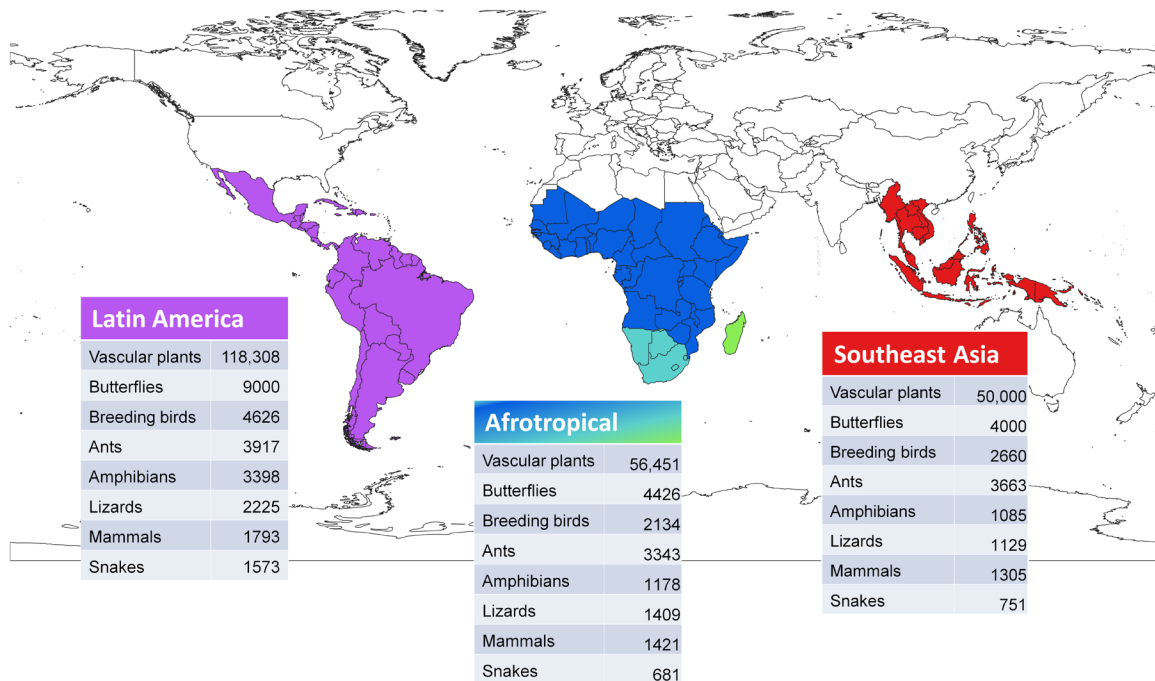 Latin America
Vascular plants 118,308
Butterflies 9000
Breeding birds 4626
Ants 3917
Amphibians 3398
Lizards 2225
Mammals 1793
Snakes 1573
Afrotropical
Vascular plants 56,451
Butterflies 4426
Breeding birds 2134
Ants 3343
Amphibians 1178
Lizards 1409
Mammals 1421
Snakes 681
Southeast Asia
Vascular plants 50,000
Butterflies 4000
Breeding birds 2660
Ants 3663
Amphibians 1085
Lizards 1129
Mammals 1305
Snakes 751